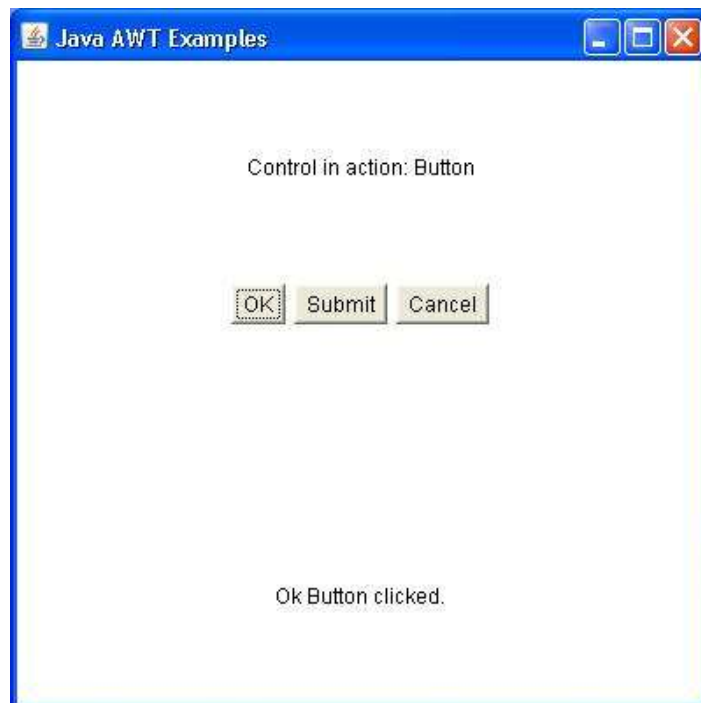 Java AWT Examples
Control in action: Button
OK Submit Cancel
Ok Button clicked.